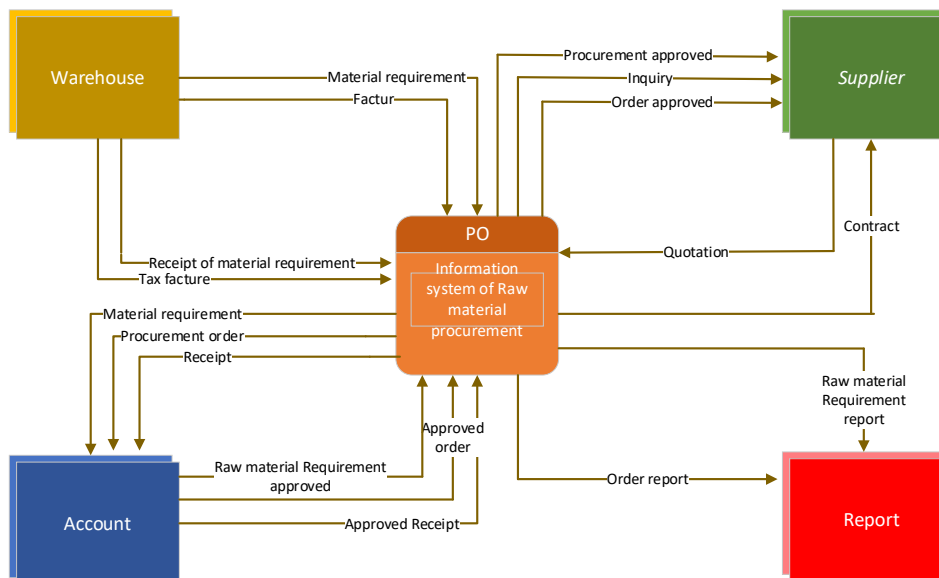 Warehouse
Material requirement
Factur
Procurement approved
Inquiry
Order approved
Supplier
Contract
Quotation
PO
Information
system of Raw
material
procurement
Receipt of material requirement
Tax facture
Material requirement
Procurement order
Receipt
Raw material
Requirement
report
Approved
order
Raw material Requirement
approved
Approved Receipt
Order report
Account
Report